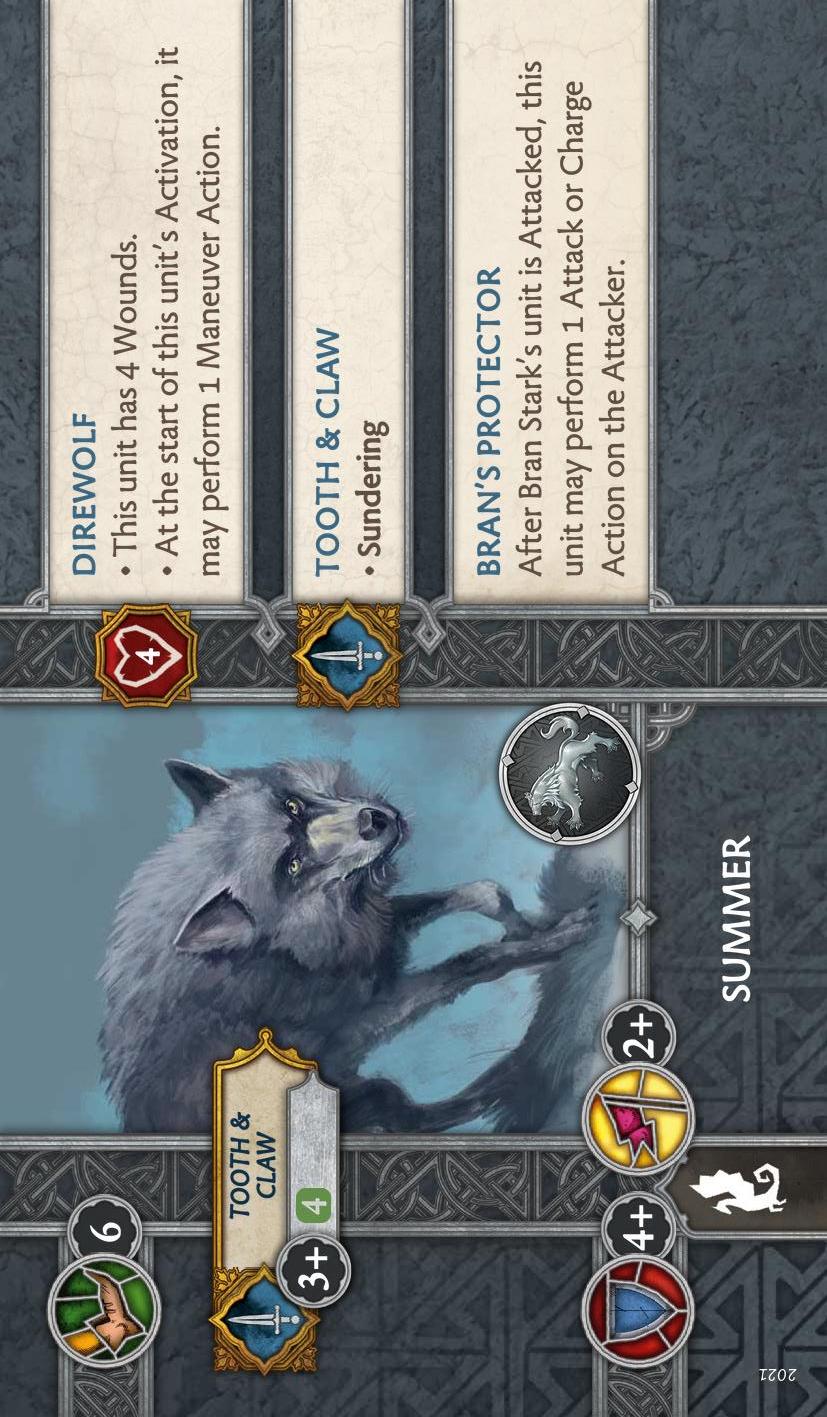 6
TOOTH &
CLAW
3+
4
4+
2+
SUMMER
2021
4
DIREWOLF
• This unit has 4 Wounds.
• At the start of this unit's Activation, it
may perform 1 Maneuver Action.
TOOTH & CLAW
• Sundering
BRAN'S PROTECTOR
After Bran Stark's unit is Attacked, this
unit may perform 1 Attack or Charge
Action on the Attacker.